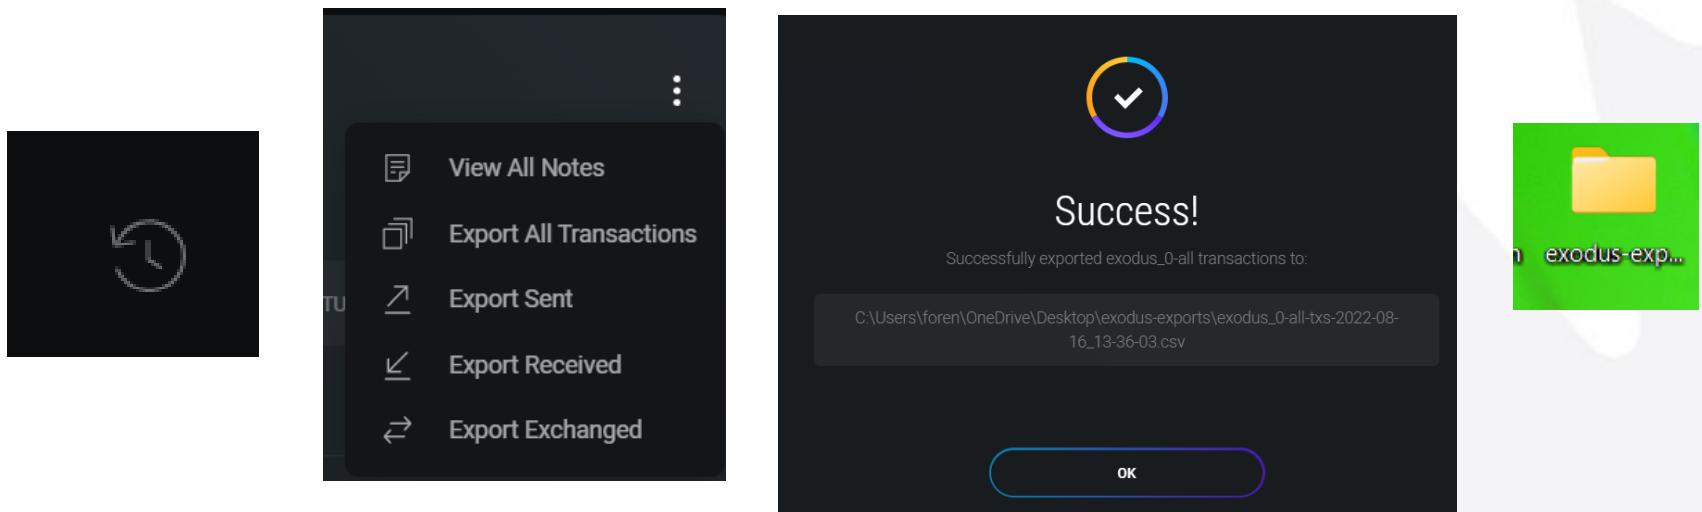 TU
View All Notes
Export All Transactions
Export Sent
Export Received
Export Exchanged
Success!
Successfully exported exodus_0-all transactions to:
C:\Users\foren\OneDrive\Desktop\exodus-exports\exodus_0-all-txs-2022-08-
16_13-36-03.csv
OK
n exodus-exp...